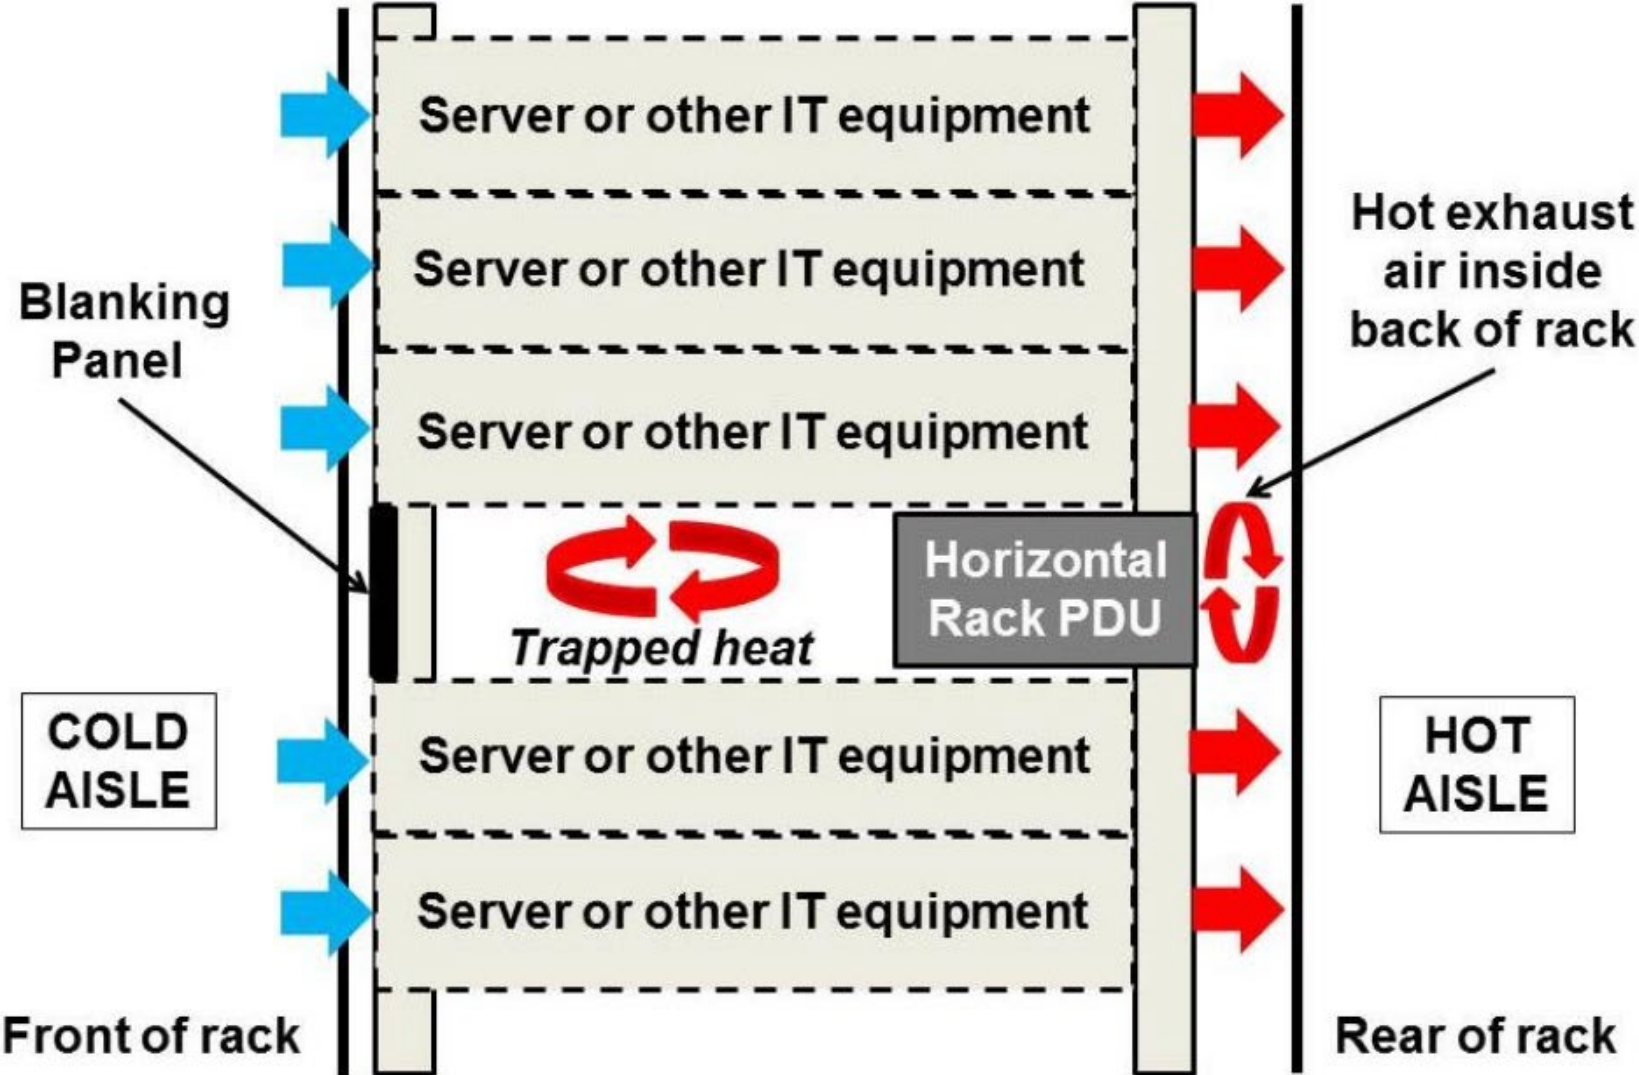 Server or other IT equipment
Server or other IT equipment
Hot exhaust
air inside
back of rack
Blanking
Panel
Server or other IT equipment
Horizontal
Rack PDU
Trapped heat
COLD
AISLE
Server or other IT equipment
HOT
AISLE
Server or other IT equipment
Front of rack
Rear of rack